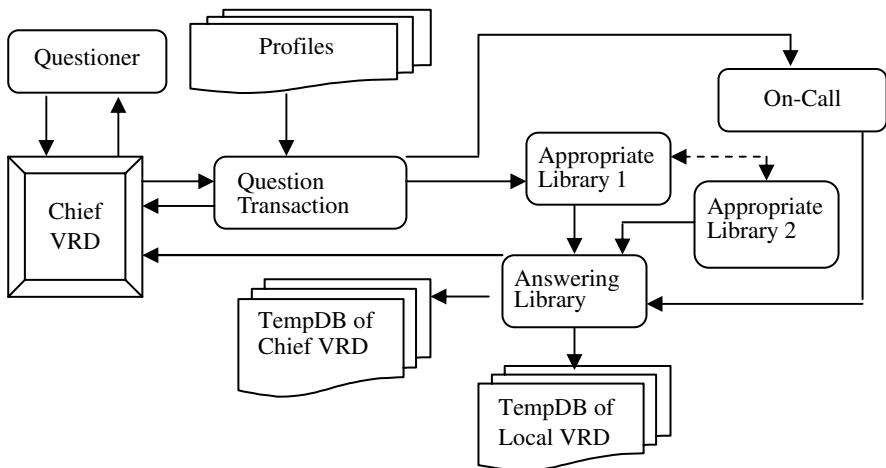 Questioner
Profiles
On-Call
Chief
VRD
Question
Transaction
Appropriate
Library 1
Appropriate
Library 2
Answering
Library
TempDB of
Chief VRD
TempDB of
Local VRD